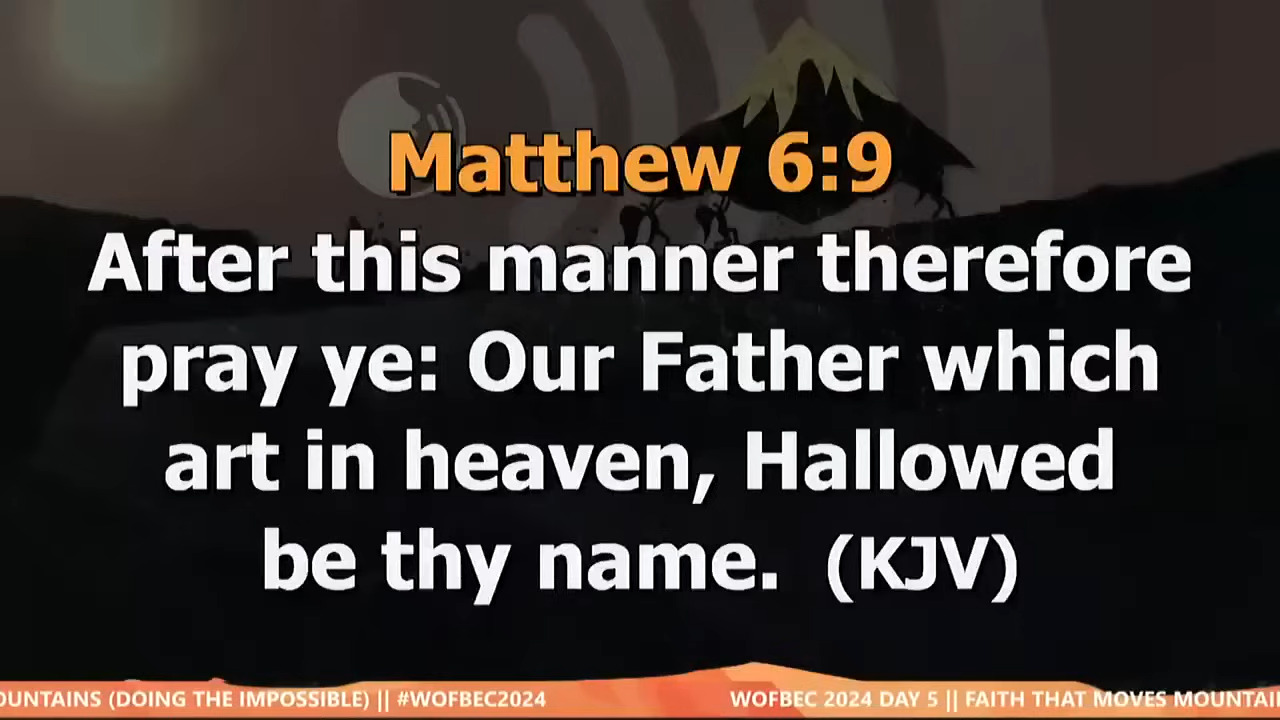 Matthew 6:9
After this manner therefore
pray ye: Our Father which
art in heaven, Hallowed
be thy name. (KJV)
OUNTAINS (DOING THE IMPOSSIBLE) || #WOFBEC2024 WOFBEC 2024 DAY 5 || FAITH THAT MOVES MOUNTAI